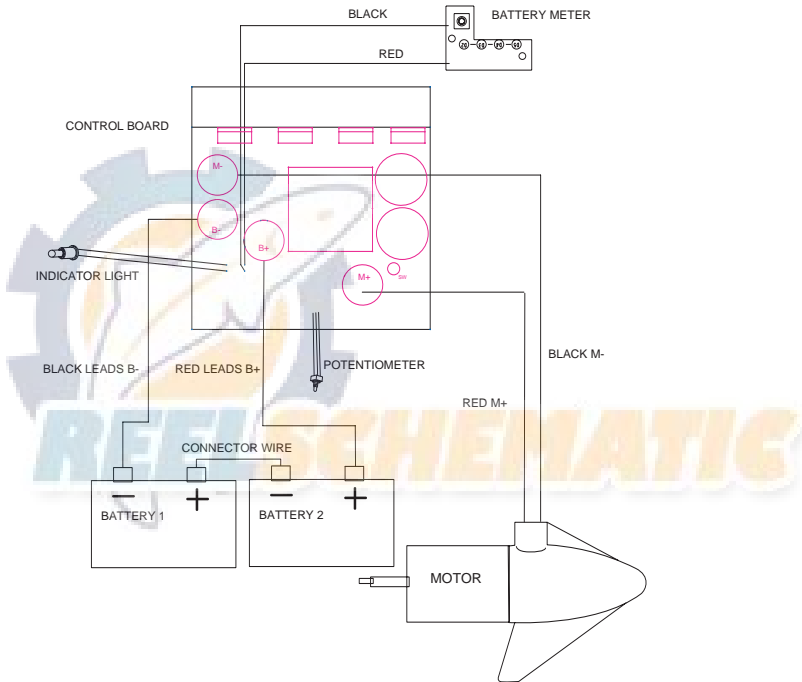 BLACK
BATTERY METER
RED
CONTROL BOARD
M-
B-
B+
M+
SW
INDICATOR LIGHT
BLACK LEADS B-
RED LEADS B+
POTENTIOMETER
BLACK M-
RED M+
REELSCHEMATIC
CONNECTOR WIRE
− + − +
BATTERY 1
BATTERY 2
MOTOR